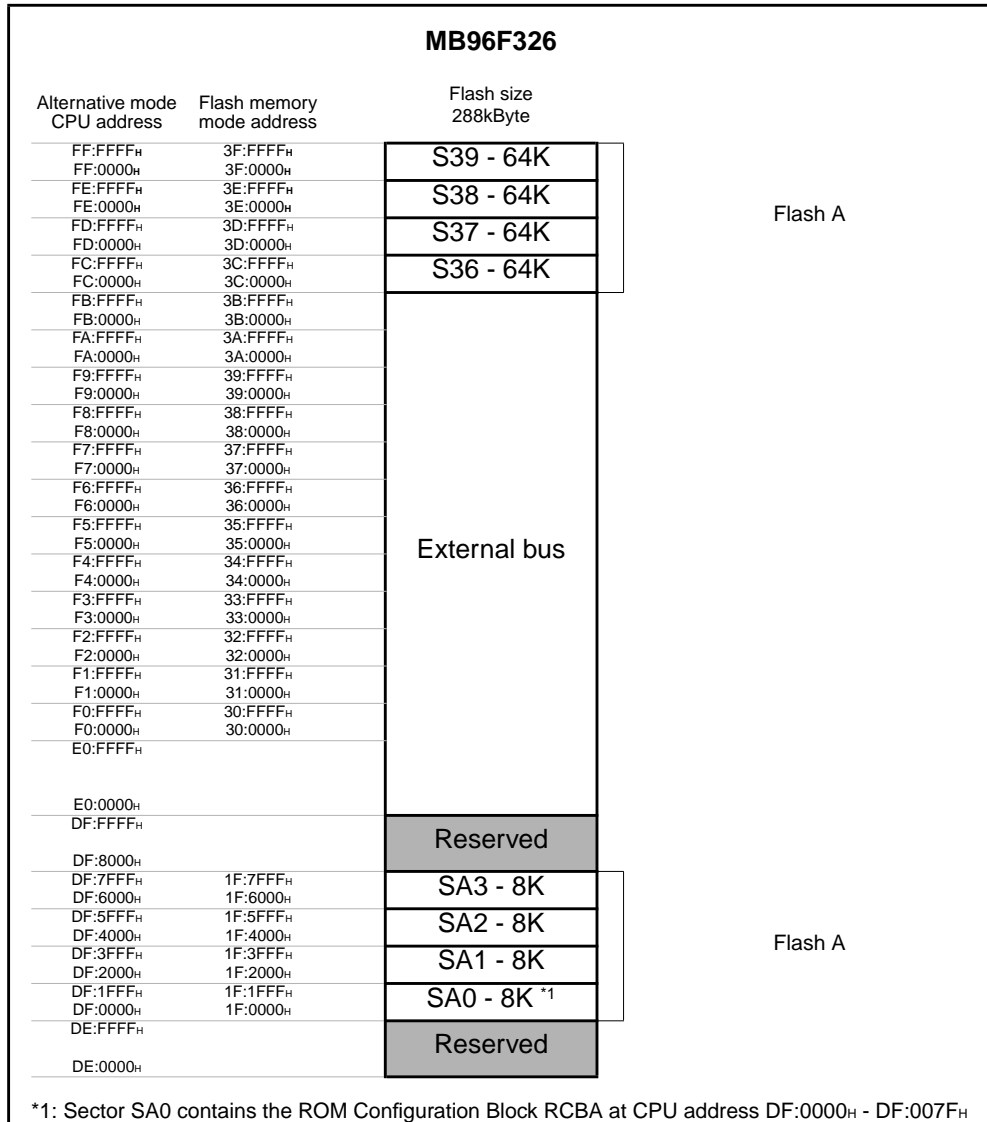 MB96F326
Alternative mode CPU address
Flash memory mode address
Flash size 288kByte
FF:FFFFH 3F:FFFFH
FF:0000H 3F:0000H
S39 - 64K
FE:FFFFH 3E:FFFFH
FE:0000H 3E:0000H
S38 - 64K
FD:FFFFH 3D:FFFFH
FD:0000H 3D:0000H
S37 - 64K
FC:FFFFH 3C:FFFFH
FC:0000H 3C:0000H
S36 - 64K
Flash A
FB:FFFFH 3B:FFFFH
FB:0000H 3B:0000H
FA:FFFFH 3A:FFFFH
FA:0000H 3A:0000H
F9:FFFFH 39:FFFFH
F9:0000H 39:0000H
F8:FFFFH 38:FFFFH
F8:0000H 38:0000H
F7:FFFFH 37:FFFFH
F7:0000H 37:0000H
F6:FFFFH 36:FFFFH
F6:0000H 36:0000H
F5:FFFFH 35:FFFFH
F5:0000H 35:0000H
F4:FFFFH 34:FFFFH
F4:0000H 34:0000H
F3:FFFFH 33:FFFFH
F3:0000H 33:0000H
F2:FFFFH 32:FFFFH
F2:0000H 32:0000H
F1:FFFFH 31:FFFFH
F1:0000H 31:0000H
F0:FFFFH 30:FFFFH
F0:0000H 30:0000H
E0:FFFFH
E0:0000H
External bus
DF:FFFFH
DF:8000H
Reserved
DF:7FFFH 1F:7FFFH
DF:6000H 1F:6000H
SA3 - 8K
DF:5FFFH 1F:5FFFH
DF:4000H 1F:4000H
SA2 - 8K
DF:3FFFH 1F:3FFFH
DF:2000H 1F:2000H
SA1 - 8K
DF:1FFFH 1F:1FFFH
DF:0000H 1F:0000H
SA0 - 8K *1
Flash A
DE:FFFFH
DE:0000H
Reserved
*1: Sector SA0 contains the ROM Configuration Block RCBA at CPU address DF:0000H - DF:007FH